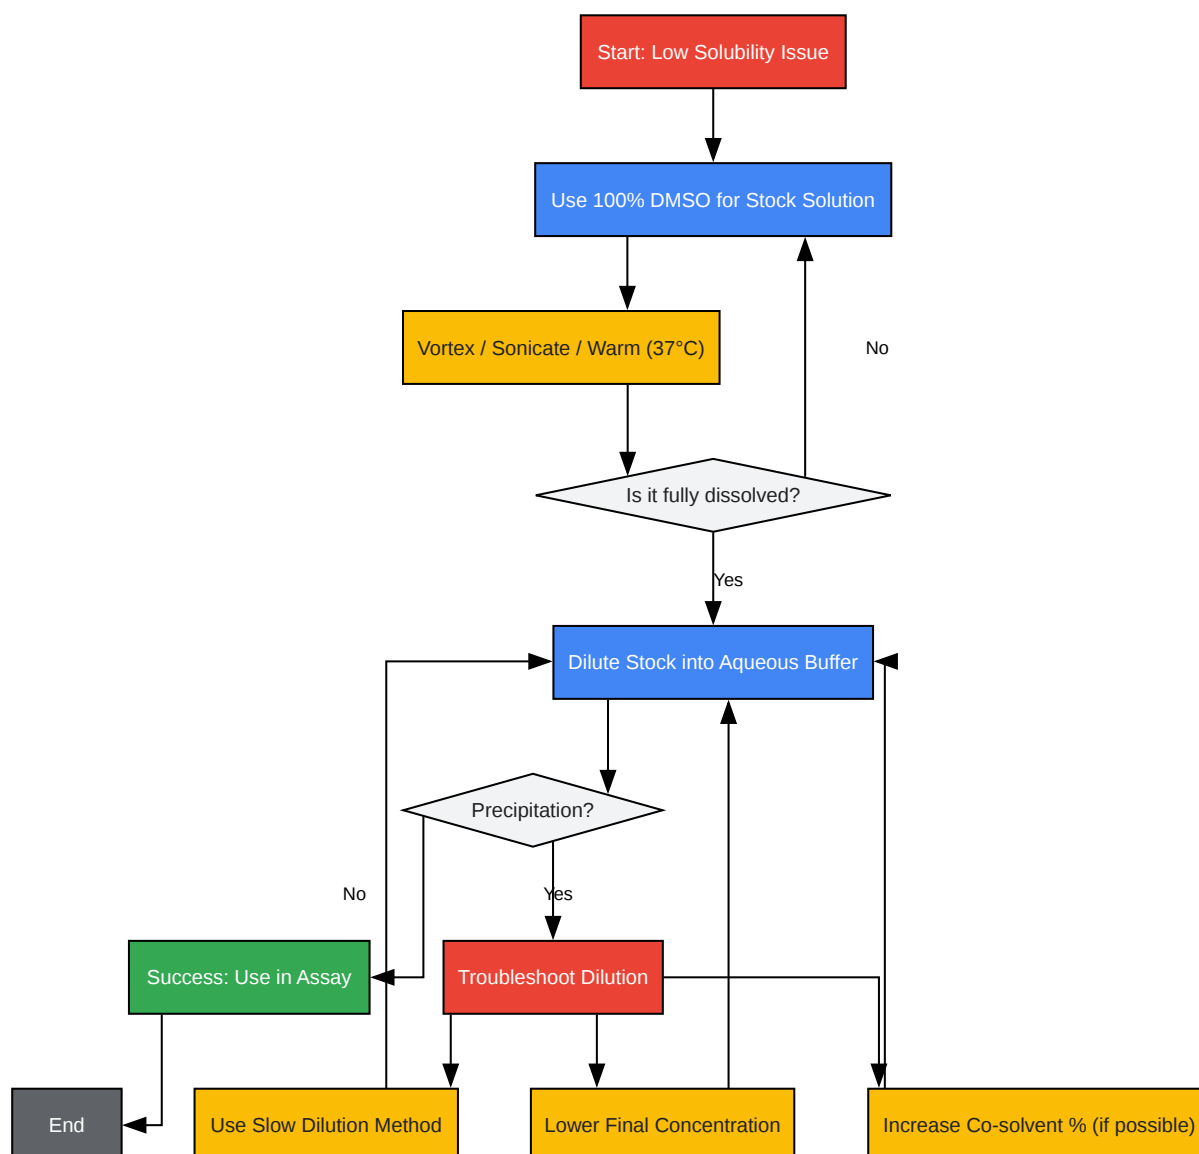 Start: Low Solubility Issue
Use 100% DMSO for Stock Solution
Vortex / Sonicate / Warm (37°C)
No
Is it fully dissolved?
Yes
Dilute Stock into Aqueous Buffer
Precipitation?
No
Yes
Success: Use in Assay
Troubleshoot Dilution
End
Use Slow Dilution Method
Lower Final Concentration
Increase Co-solvent % (if possible)